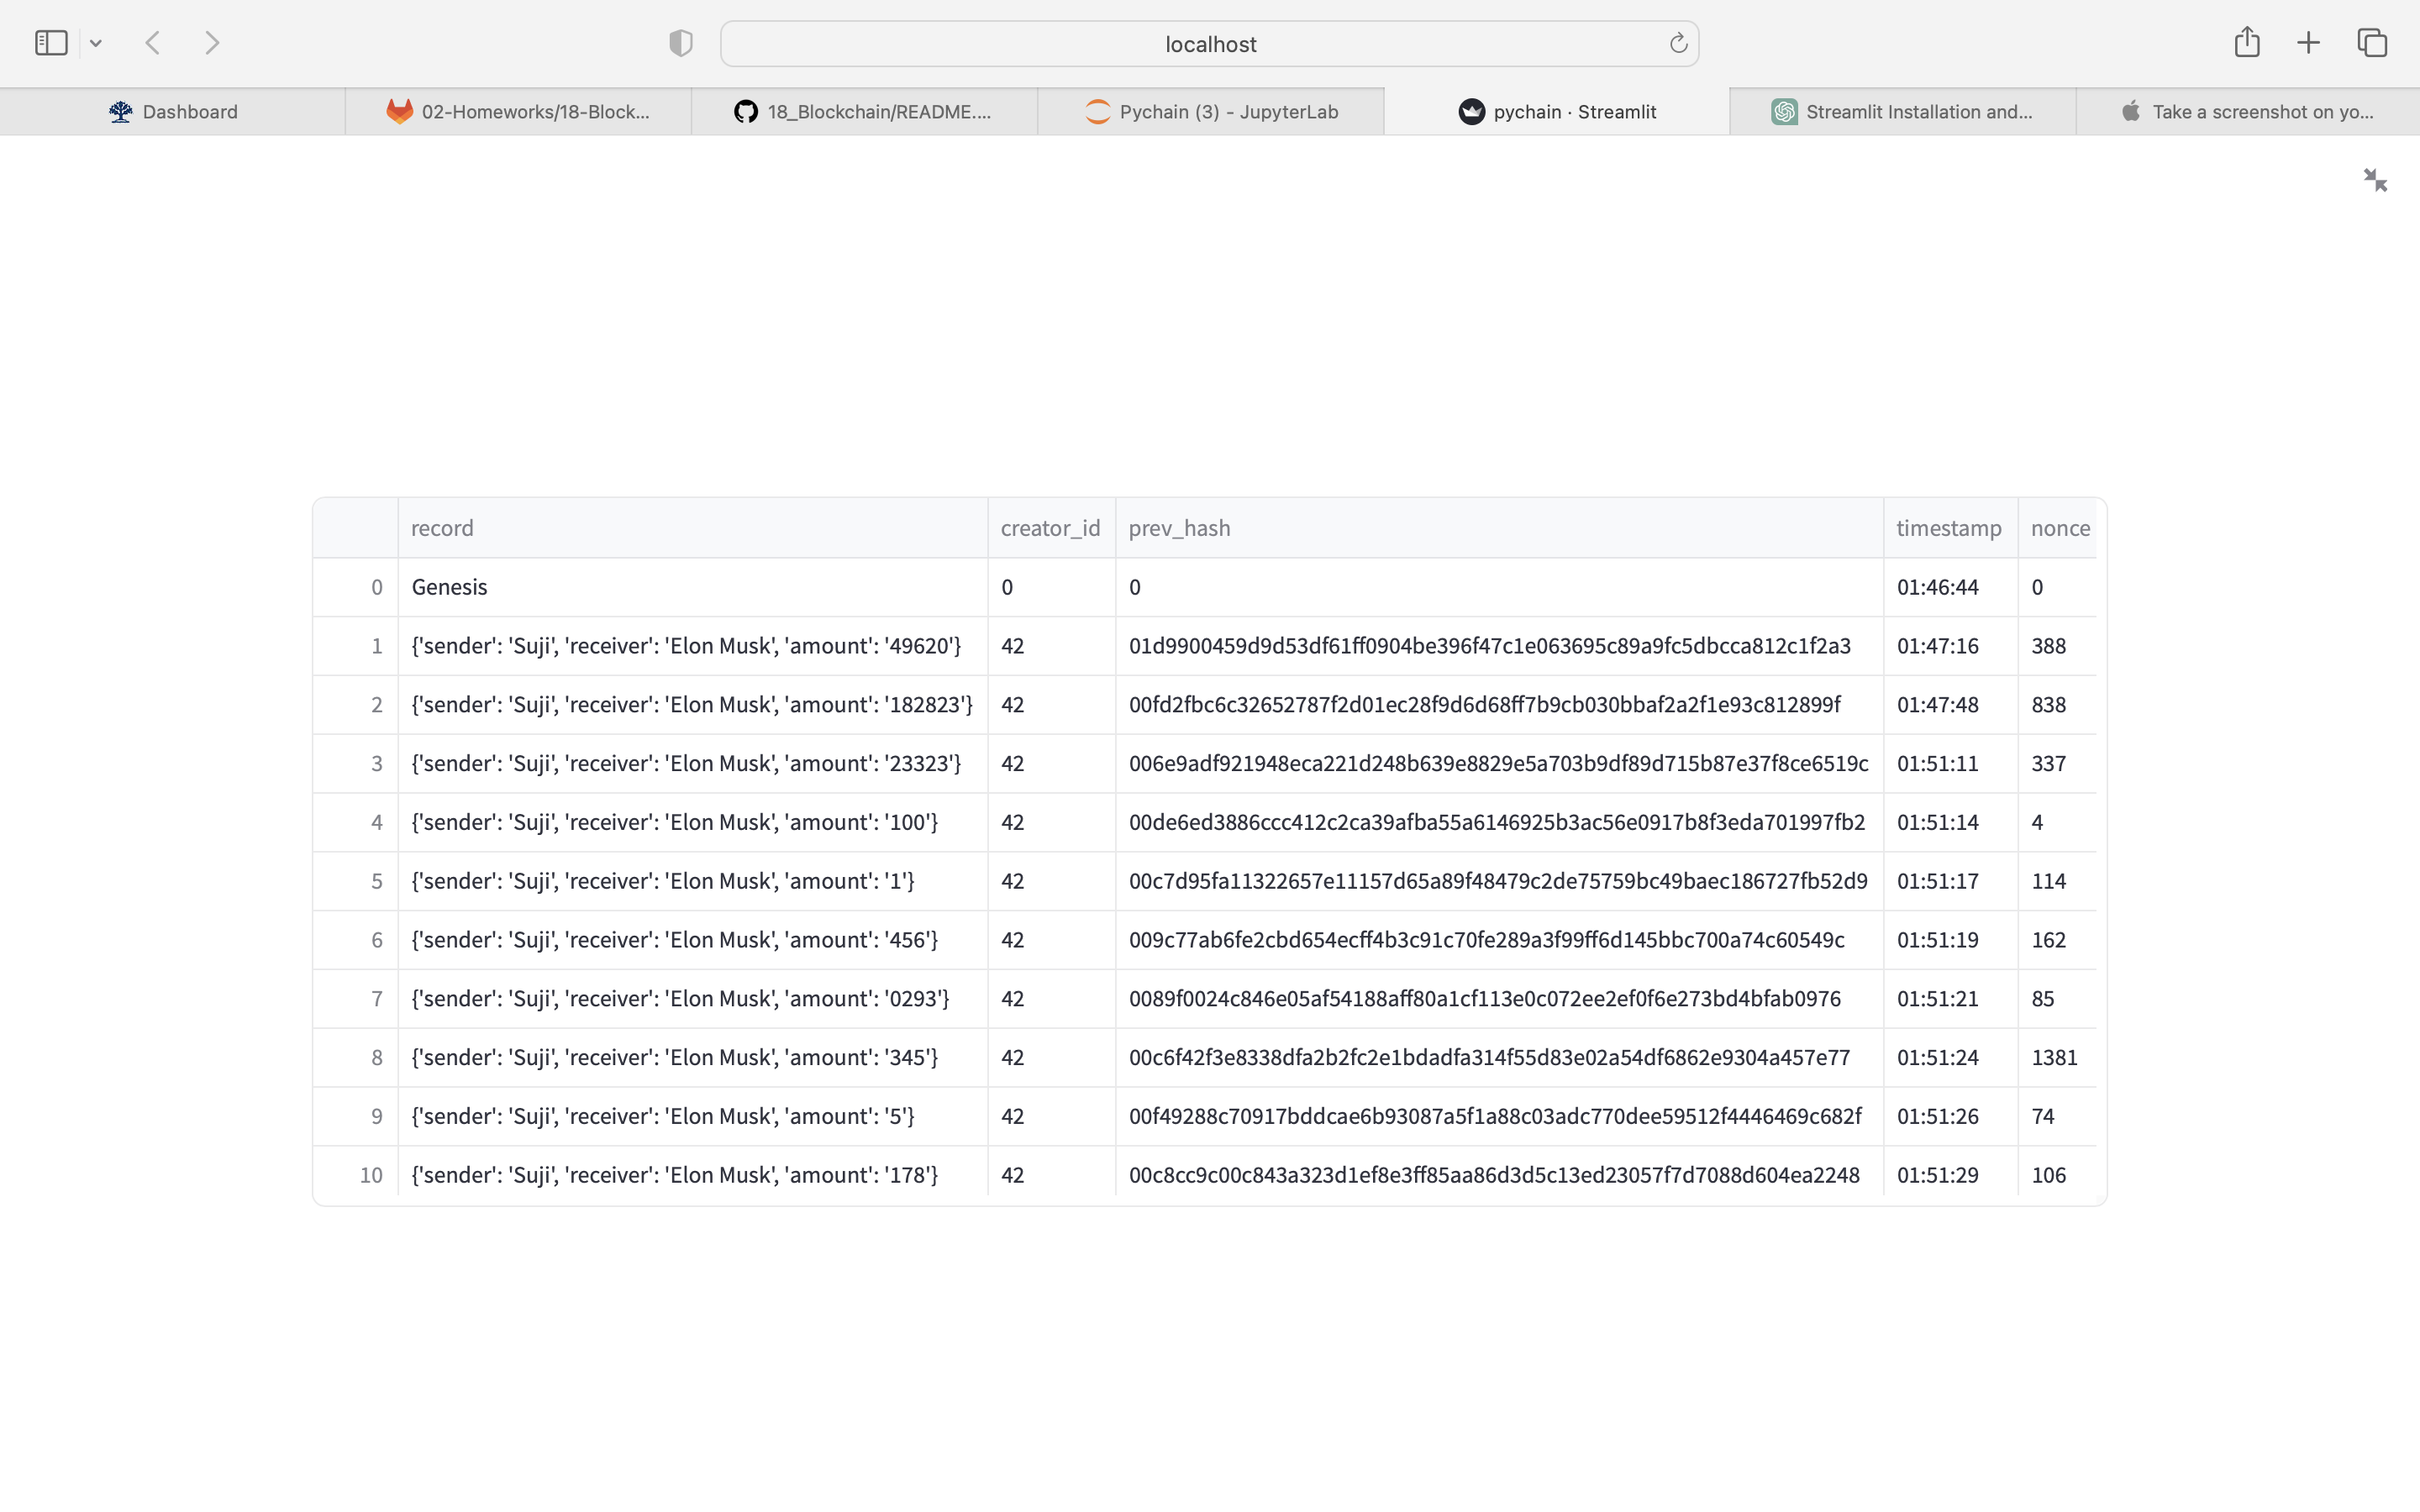 localhost
Dashboard 02-Homeworks/18-Block... 18_Blockchain/README.... Pychain (3) - JupyterLab pychain · Streamlit Streamlit Installation and... Take a screenshot on yo...
record creator_id prev_hash timestamp nonce
0 Genesis 0 0 01:46:44 0
1 {'sender': 'Suji', 'receiver': 'Elon Musk', 'amount': '49620'} 42 01d9900459d9d53df61ff0904be396f47c1e063695c89a9fc5dbcca812c1f2a3 01:47:16 388
2 {'sender': 'Suji', 'receiver': 'Elon Musk', 'amount': '182823'} 42 00fd2fbc6c32652787f2d01ec28f9d6d68ff7b9cb030bbaf2a2f1e93c812899f 01:47:48 838
3 {'sender': 'Suji', 'receiver': 'Elon Musk', 'amount': '23323'} 42 006e9adf921948eca221d248b639e8829e5a703b9df89d715b87e37f8ce6519c 01:51:11 337
4 {'sender': 'Suji', 'receiver': 'Elon Musk', 'amount': '100'} 42 00de6ed3886ccc412c2ca39afba55a6146925b3ac56e0917b8f3eda701997fb2 01:51:14 4
5 {'sender': 'Suji', 'receiver': 'Elon Musk', 'amount': '1'} 42 00c7d95fa11322657e11157d65a89f48479c2de75759bc49baec186727fb52d9 01:51:17 114
6 {'sender': 'Suji', 'receiver': 'Elon Musk', 'amount': '456'} 42 009c77ab6fe2cbd654ecff4b3c91c70fe289a3f99ff6d145bbc700a74c60549c 01:51:19 162
7 {'sender': 'Suji', 'receiver': 'Elon Musk', 'amount': '0293'} 42 0089f0024c846e05af54188aff80a1cf113e0c072ee2ef0f6e273bd4bfab0976 01:51:21 85
8 {'sender': 'Suji', 'receiver': 'Elon Musk', 'amount': '345'} 42 00c6f42f3e8338dfa2b2fc2e1bdadfa314f55d83e02a54df6862e9304a457e77 01:51:24 1381
9 {'sender': 'Suji', 'receiver': 'Elon Musk', 'amount': '5'} 42 00f49288c70917bddcae6b93087a5f1a88c03adc770dee59512f4446469c682f 01:51:26 74
10 {'sender': 'Suji', 'receiver': 'Elon Musk', 'amount': '178'} 42 00c8cc9c00c843a323d1ef8e3ff85aa86d3d5c13ed23057f7d7088d604ea2248 01:51:29 106